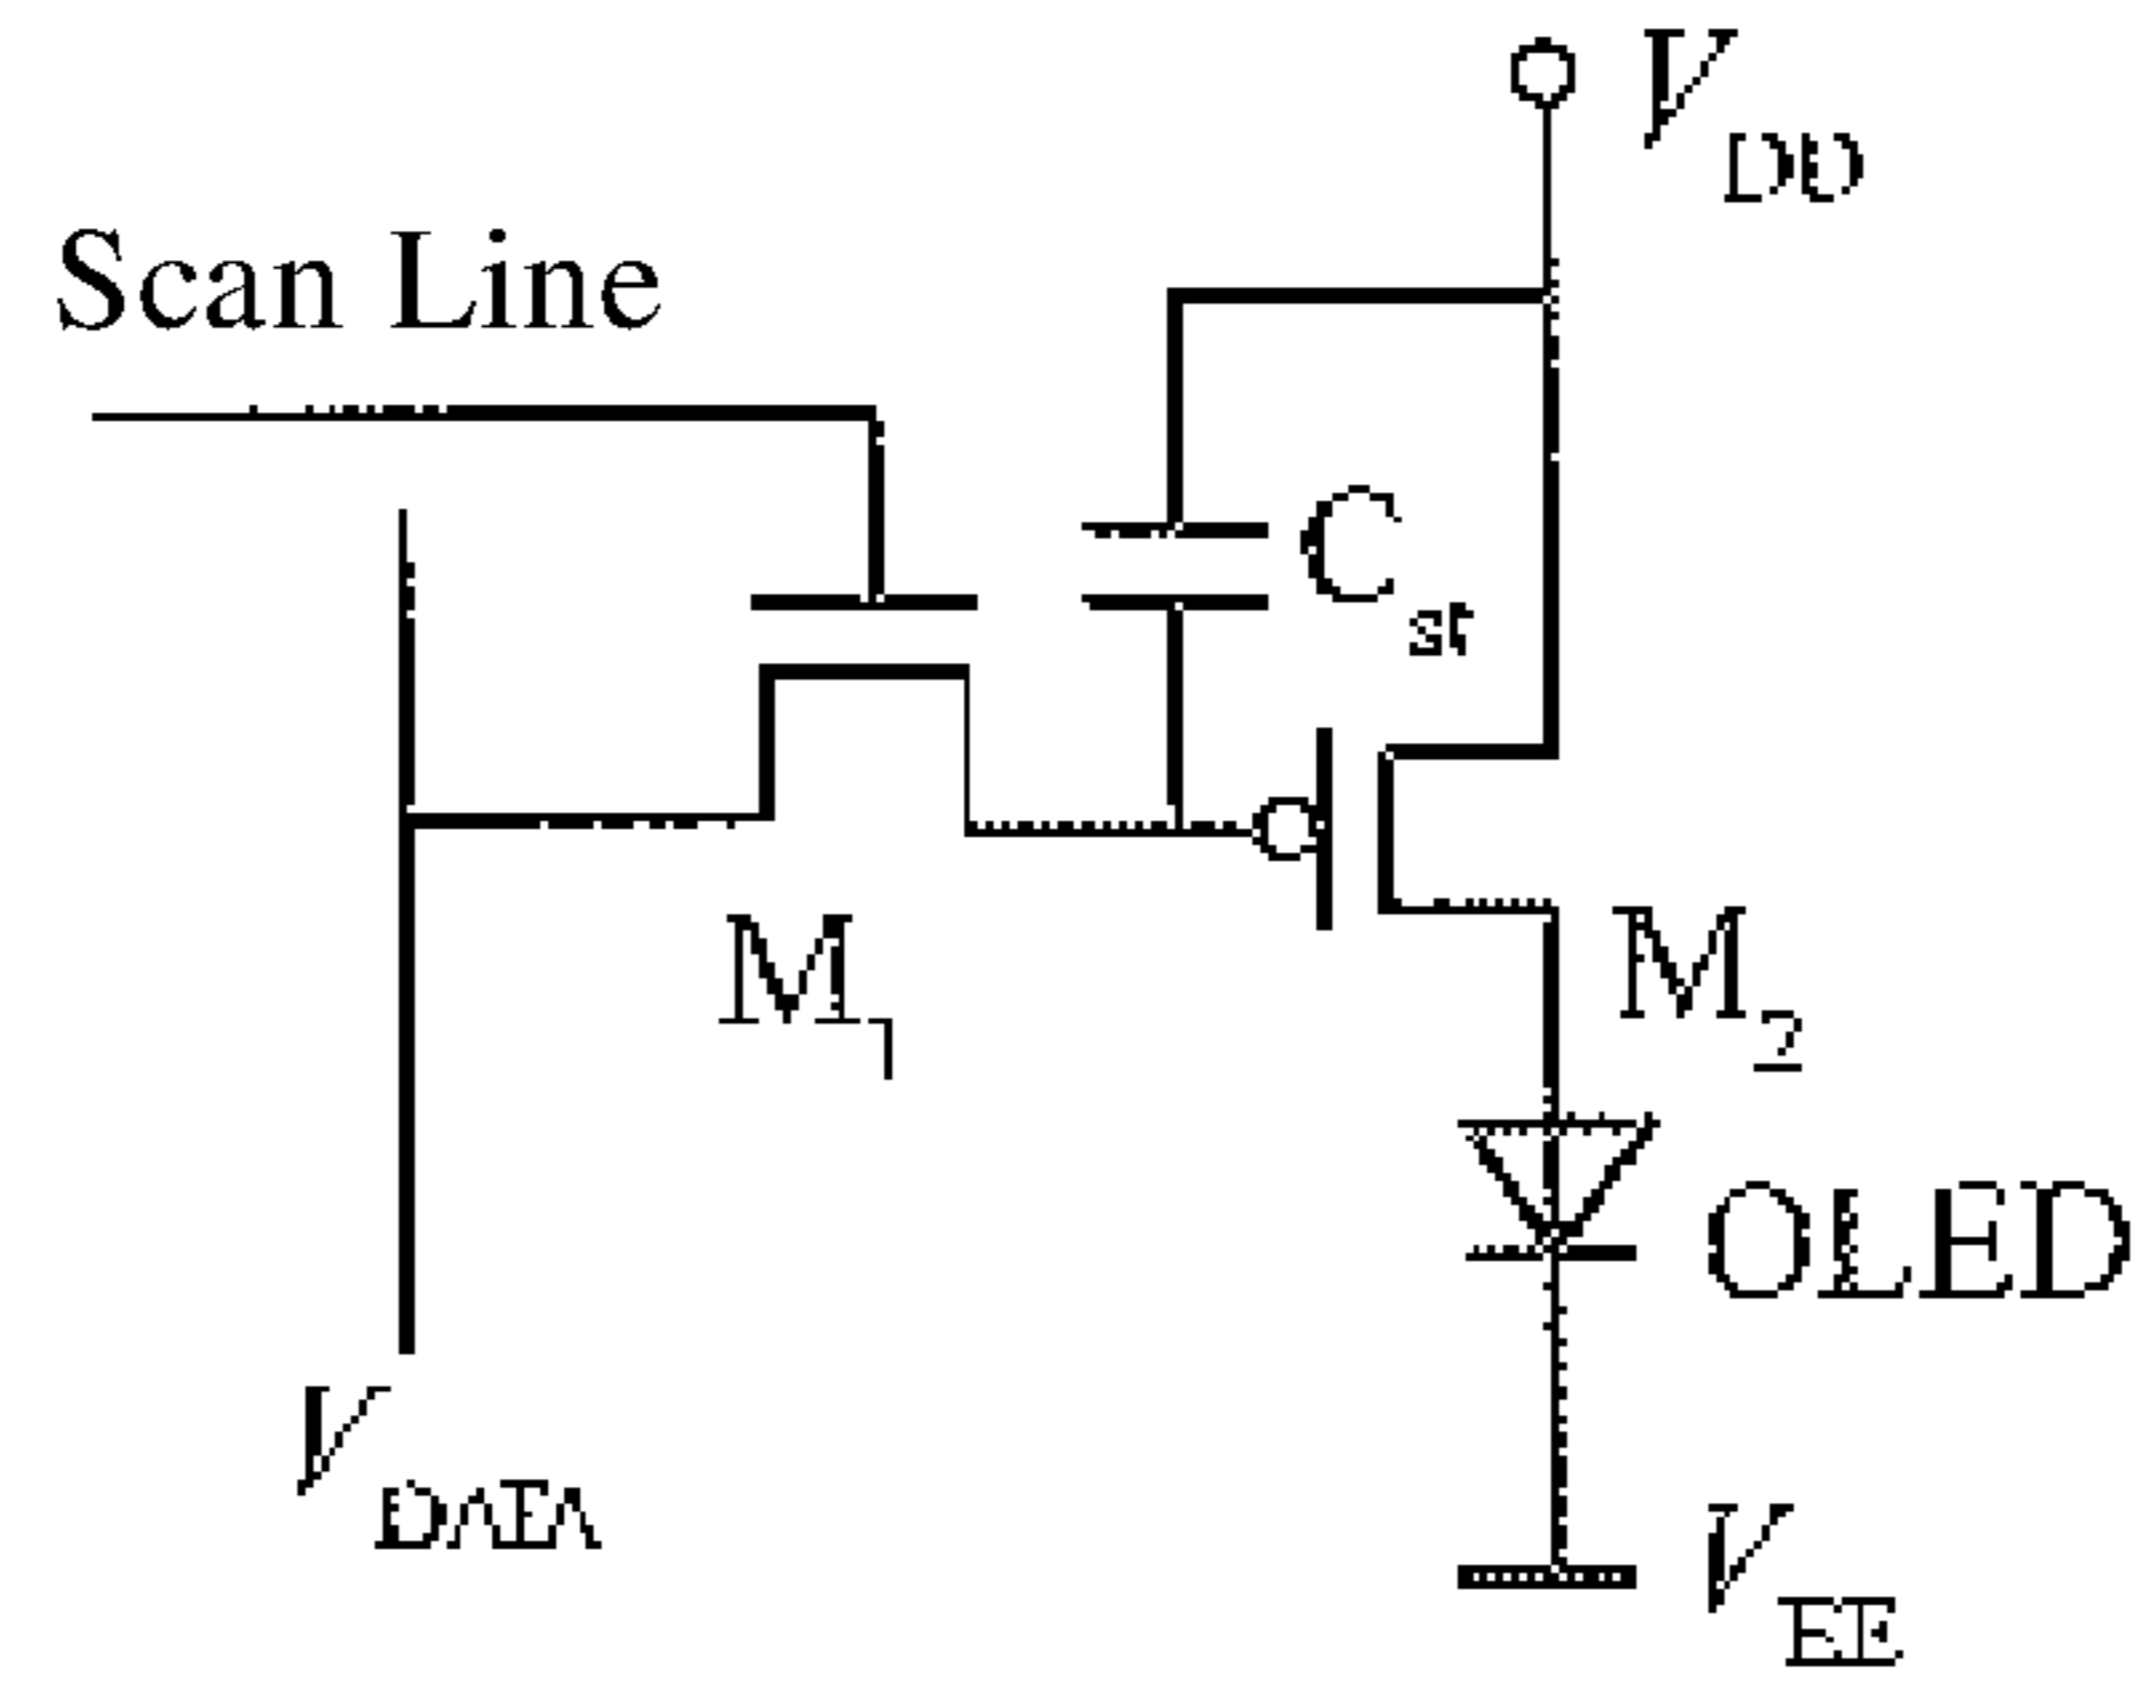 V_DD
Scan Line
C_st
M_1
M_2
OLED
V_DATA
V_EE